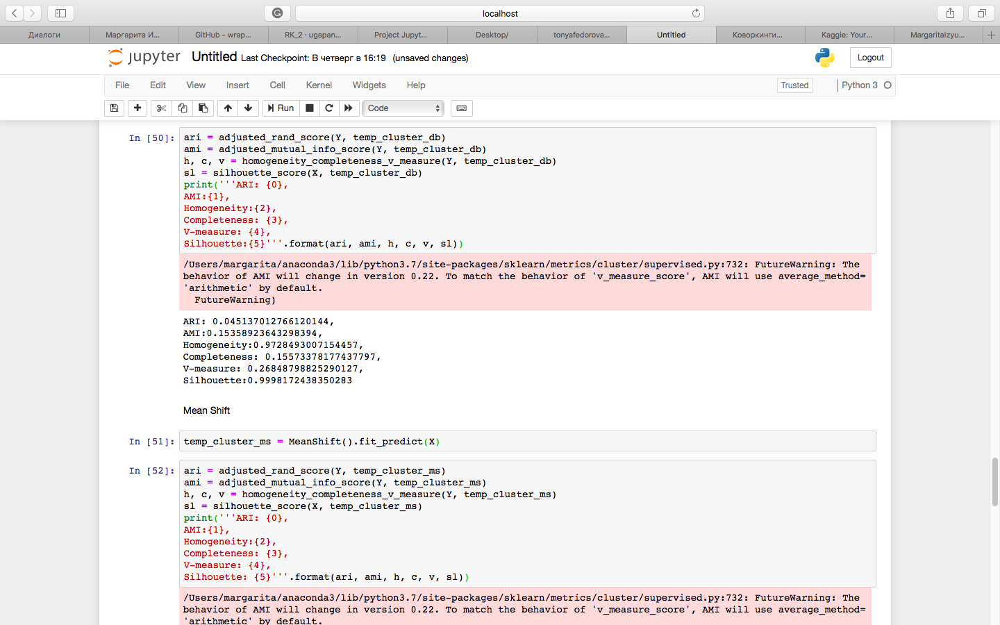 localhost
Диалоги
Маргарита И...
GitHub - wrap...
RK_2 · ugapan...
Project Jupyt...
Desktop/
tonyafedorova...
Untitled
Коворкинги...
Kaggle: Your...
MargaritaIzyu...
jupyter Untitled Last Checkpoint: В четверг в 16:19 (unsaved changes)
Logout
File Edit View Insert Cell Kernel Widgets Help
Trusted
Python 3
Run
Code
In [50]:
ari = adjusted_rand_score(Y, temp_cluster_db)
ami = adjusted_mutual_info_score(Y, temp_cluster_db)
h, c, v = homogeneity_completeness_v_measure(Y, temp_cluster_db)
sl = silhouette_score(X, temp_cluster_db)
print('''ARI: {0},
AMI:{1},
Homogeneity:{2},
Completeness: {3},
V-measure: {4},
Silhouette:{5}'''.format(ari, ami, h, c, v, sl))
/Users/margarita/anaconda3/lib/python3.7/site-packages/sklearn/metrics/cluster/supervised.py:732: FutureWarning: The
behavior of AMI will change in version 0.22. To match the behavior of 'v_measure_score', AMI will use average_method=
'arithmetic' by default.
FutureWarning)
ARI: 0.045137012766120144,
AMI:0.15358923643298394,
Homogeneity:0.9728493007154457,
Completeness: 0.15573378177437797,
V-measure: 0.26848798825290127,
Silhouette:0.9998172438350283
Mean Shift
In [51]:
temp_cluster_ms = MeanShift().fit_predict(X)
In [52]:
ari = adjusted_rand_score(Y, temp_cluster_ms)
ami = adjusted_mutual_info_score(Y, temp_cluster_ms)
h, c, v = homogeneity_completeness_v_measure(Y, temp_cluster_ms)
sl = silhouette_score(X, temp_cluster_ms)
print('''ARI: {0},
AMI:{1},
Homogeneity:{2},
Completeness: {3},
V-measure: {4},
Silhouette: {5}'''.format(ari, ami, h, c, v, sl))
/Users/margarita/anaconda3/lib/python3.7/site-packages/sklearn/metrics/cluster/supervised.py:732: FutureWarning: The
behavior of AMI will change in version 0.22. To match the behavior of 'v_measure_score', AMI will use average_method=
'arithmetic' by default.